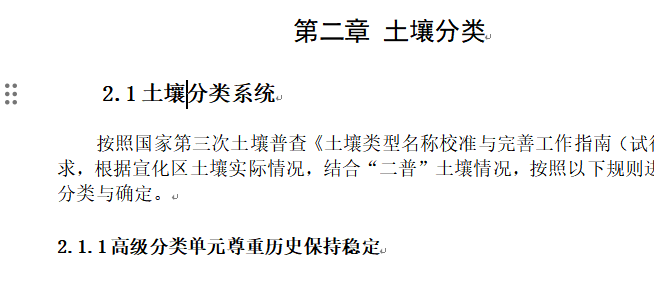 第二章 土壤分类
2.1 土壤分类系统
按照国家第三次土壤普查《土壤类型名称校准与完善工作指南（试行
求，根据宣化区土壤实际情况，结合“二普”土壤情况，按照以下规则进
分类与确定。
2.1.1 高级分类单元尊重历史保持稳定